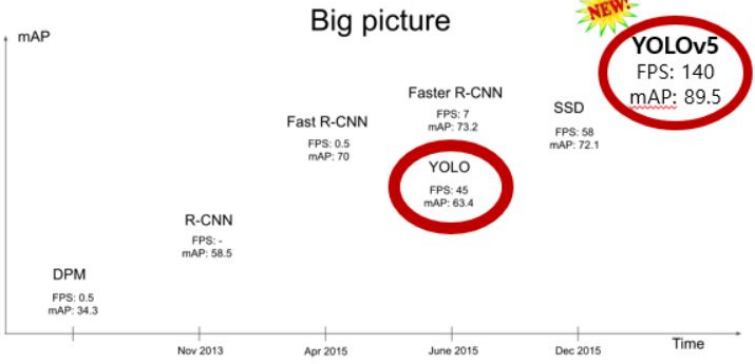 Big picture
NEW!
mAP
YOLOv5
FPS: 140
mAP: 89.5
Faster R-CNN
FPS: 7
mAP: 73.2
SSD
FPS: 58
mAP: 72.1
Fast R-CNN
FPS: 0.5
mAP: 70
YOLO
FPS: 45
mAP: 63.4
R-CNN
FPS: -
mAP: 58.5
DPM
FPS: 0.5
mAP: 34.3
Nov 2013
Apr 2015
June 2015
Dec 2015
Time